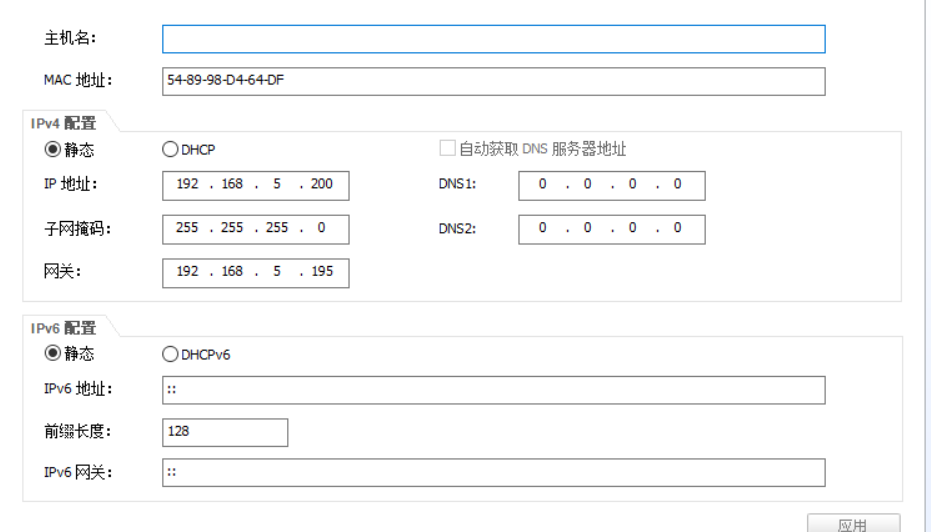 主机名:
MAC 地址: 54-89-98-D4-64-DF
IPv4 配置
静态 DHCP 自动获取 DNS 服务器地址
IP 地址: 192 . 168 . 5 . 200 DNS1: 0 . 0 . 0 . 0
子网掩码: 255 . 255 . 255 . 0 DNS2: 0 . 0 . 0 . 0
网关: 192 . 168 . 5 . 195
IPv6 配置
静态 DHCPv6
IPv6 地址: ::
前缀长度: 128
IPv6 网关: ::
应用